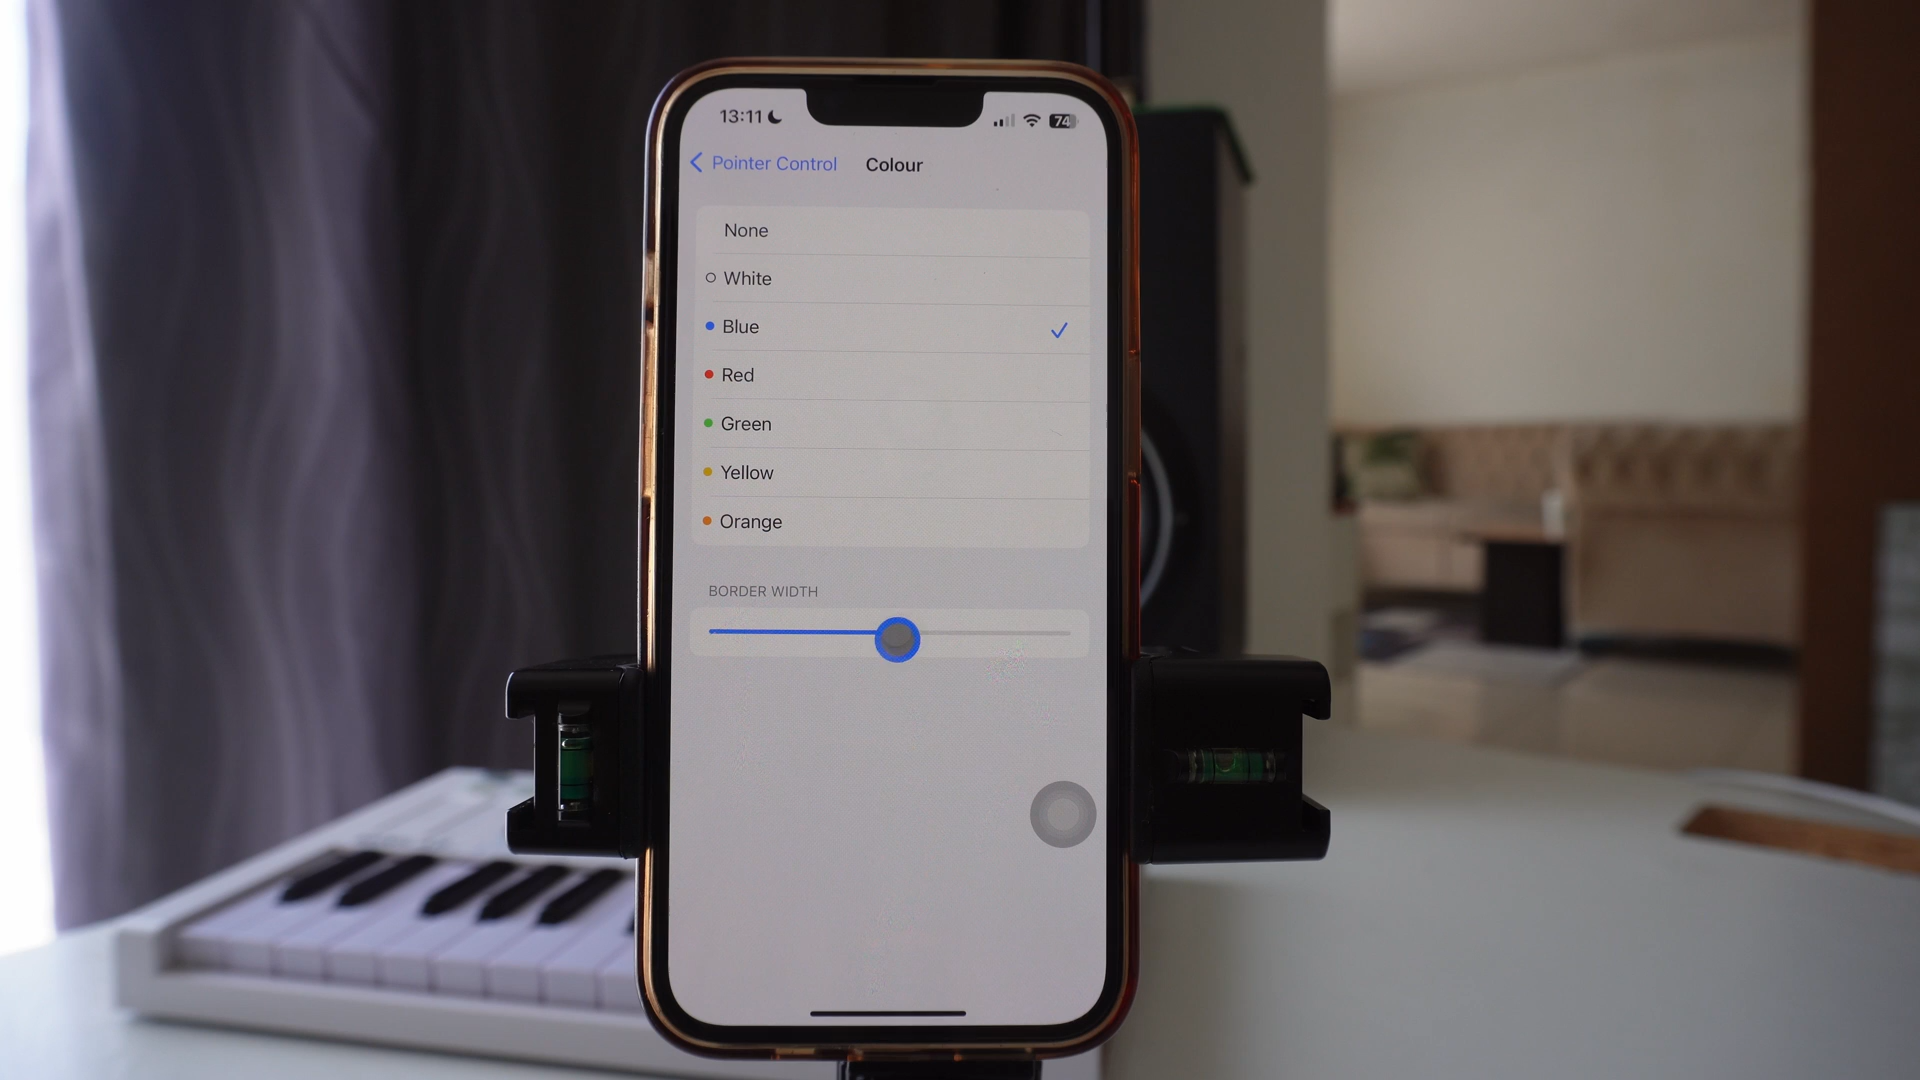 13:11
74
Pointer Control
Colour
None
White
Blue
Red
Green
Yellow
Orange
BORDER WIDTH